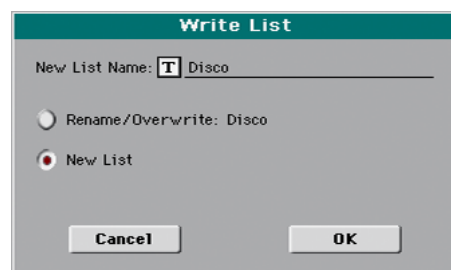 Write List
New List Name: T Disco
Rename/Overwrite: Disco
New List
Cancel OK